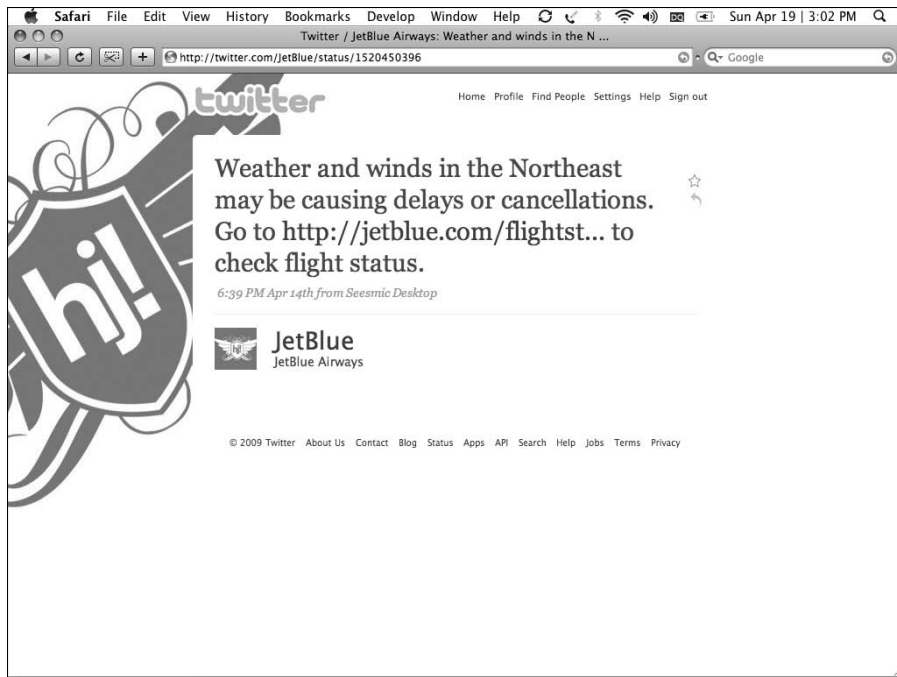 Safari File Edit View History Bookmarks Develop Window Help Sun Apr 19 | 3:02 PM
Twitter / JetBlue Airways: Weather and winds in the N ...
http://twitter.com/JetBlue/status/1520450396 Google
twitter
Home Profile Find People Settings Help Sign out
Weather and winds in the Northeast
may be causing delays or cancellations.
Go to http://jetblue.com/flightst... to
check flight status.
6:39 PM Apr 14th from Seesmic Desktop
hj!
hj!
JetBlue
JetBlue Airways
© 2009 Twitter About Us Contact Blog Status Apps API Search Help Jobs Terms Privacy